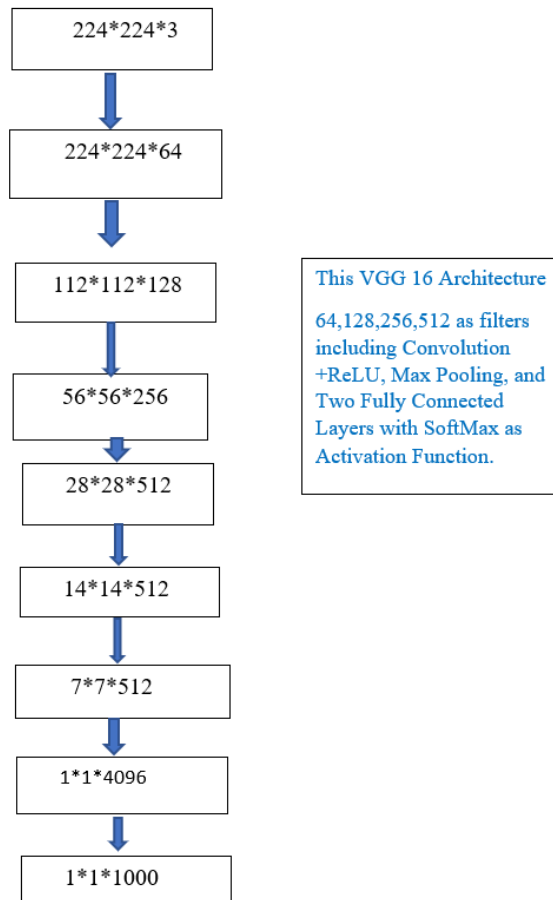 224*224*3
224*224*64
112*112*128
56*56*256
28*28*512
14*14*512
7*7*512
1*1*4096
1*1*1000
This VGG 16 Architecture
64,128,256,512 as filters
including Convolution
+ReLU, Max Pooling, and
Two Fully Connected
Layers with SoftMax as
Activation Function.